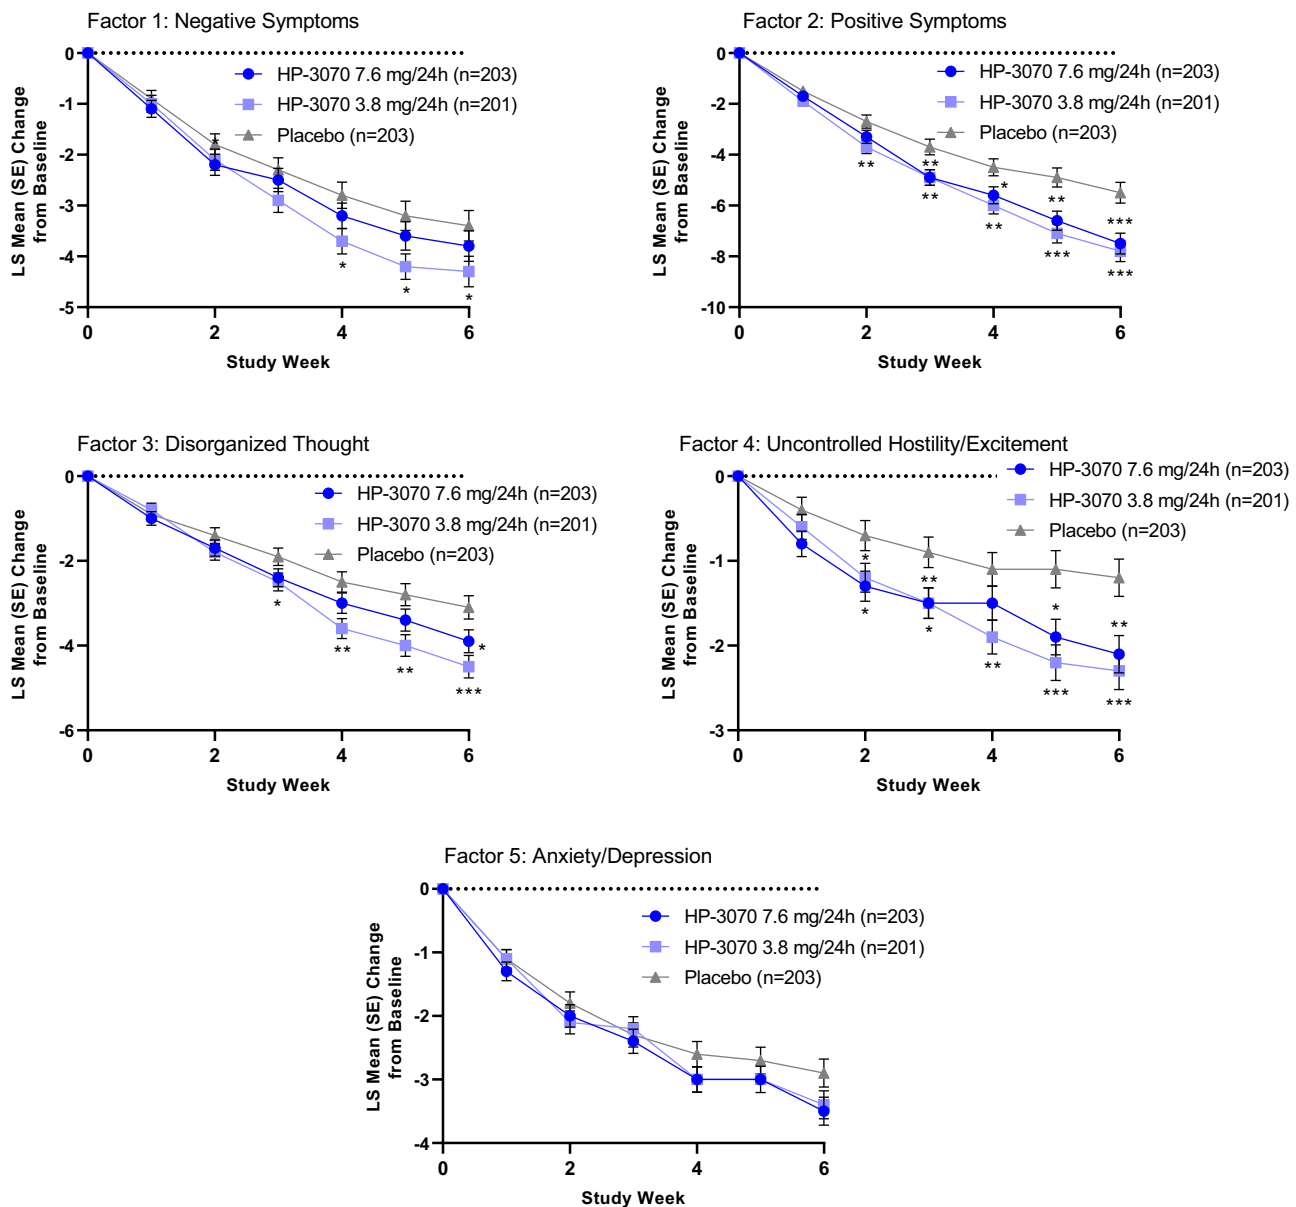 Factor 1: Negative Symptoms
0
-1
-2
-3
-4
-5
LS Mean (SE) Change
from Baseline
HP-3070 7.6 mg/24h (n=203)
HP-3070 3.8 mg/24h (n=201)
Placebo (n=203)
*
*
*
0
2
4
6
Study Week
Factor 2: Positive Symptoms
0
-2
-4
-6
-8
-10
LS Mean (SE) Change
from Baseline
HP-3070 7.6 mg/24h (n=203)
HP-3070 3.8 mg/24h (n=201)
Placebo (n=203)
**
**
**
*
**
**
***
***
***
0
2
4
6
Study Week
Factor 3: Disorganized Thought
0
-2
-4
-6
LS Mean (SE) Change
from Baseline
HP-3070 7.6 mg/24h (n=203)
HP-3070 3.8 mg/24h (n=201)
Placebo (n=203)
*
**
**
*
***
0
2
4
6
Study Week
Factor 4: Uncontrolled Hostility/Excitement
0
-1
-2
-3
LS Mean (SE) Change
from Baseline
HP-3070 7.6 mg/24h (n=203)
HP-3070 3.8 mg/24h (n=201)
Placebo (n=203)
*
*
**
*
**
*
***
**
***
0
2
4
6
Study Week
Factor 5: Anxiety/Depression
0
-1
-2
-3
-4
LS Mean (SE) Change
from Baseline
HP-3070 7.6 mg/24h (n=203)
HP-3070 3.8 mg/24h (n=201)
Placebo (n=203)
0
2
4
6
Study Week